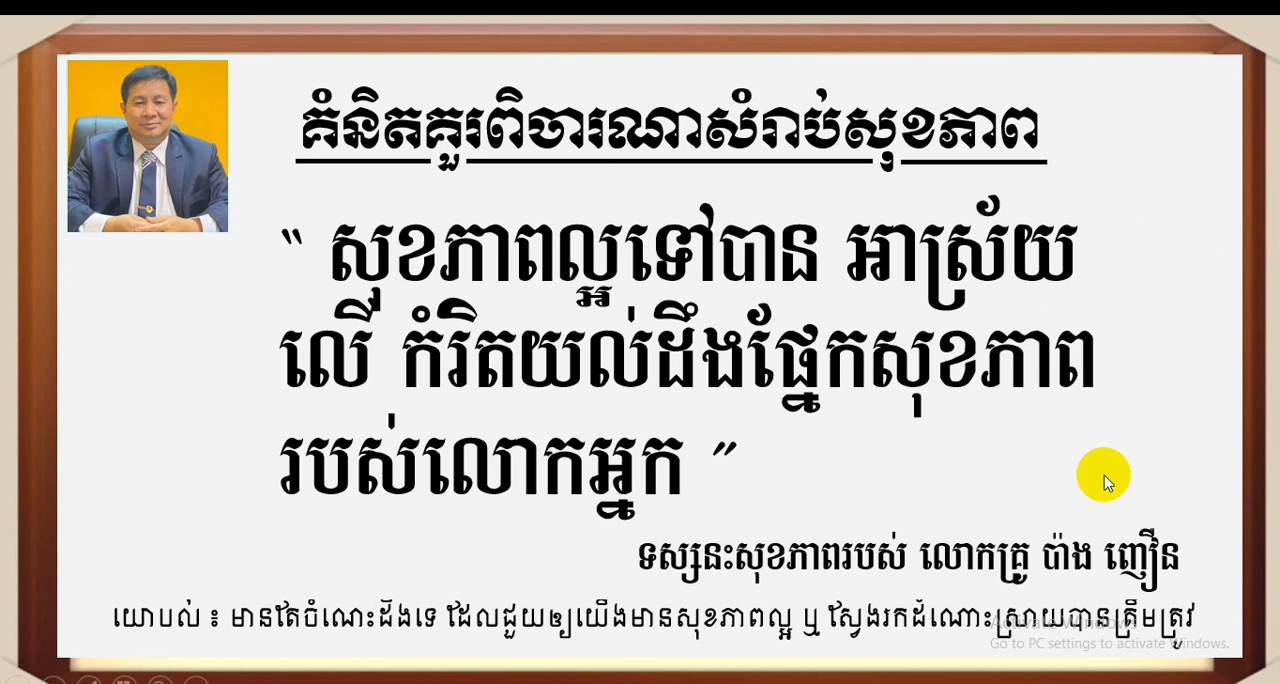 គំនិតគួរពិចារណាសំរាប់សុខភាព
“ សុខភាពល្អទៅបាន អាស្រ័យ
លើ កំរិតយល់ដឹងផ្នែកសុខភាព
របស់លោកអ្នក ”
ទស្សនះសុខភាពរបស់ លោកគ្រូ ប៉ាង ញឿន
យោបល់ ៖ មានតែចំណេះដឹងទេ ដែលជួយឲ្យយើងមានសុខភាពល្អ ឬ ស្វែងរកដំណោះស្រាយបានត្រឹមត្រូវ
Activate Windows
Go to PC settings to activate Windows.